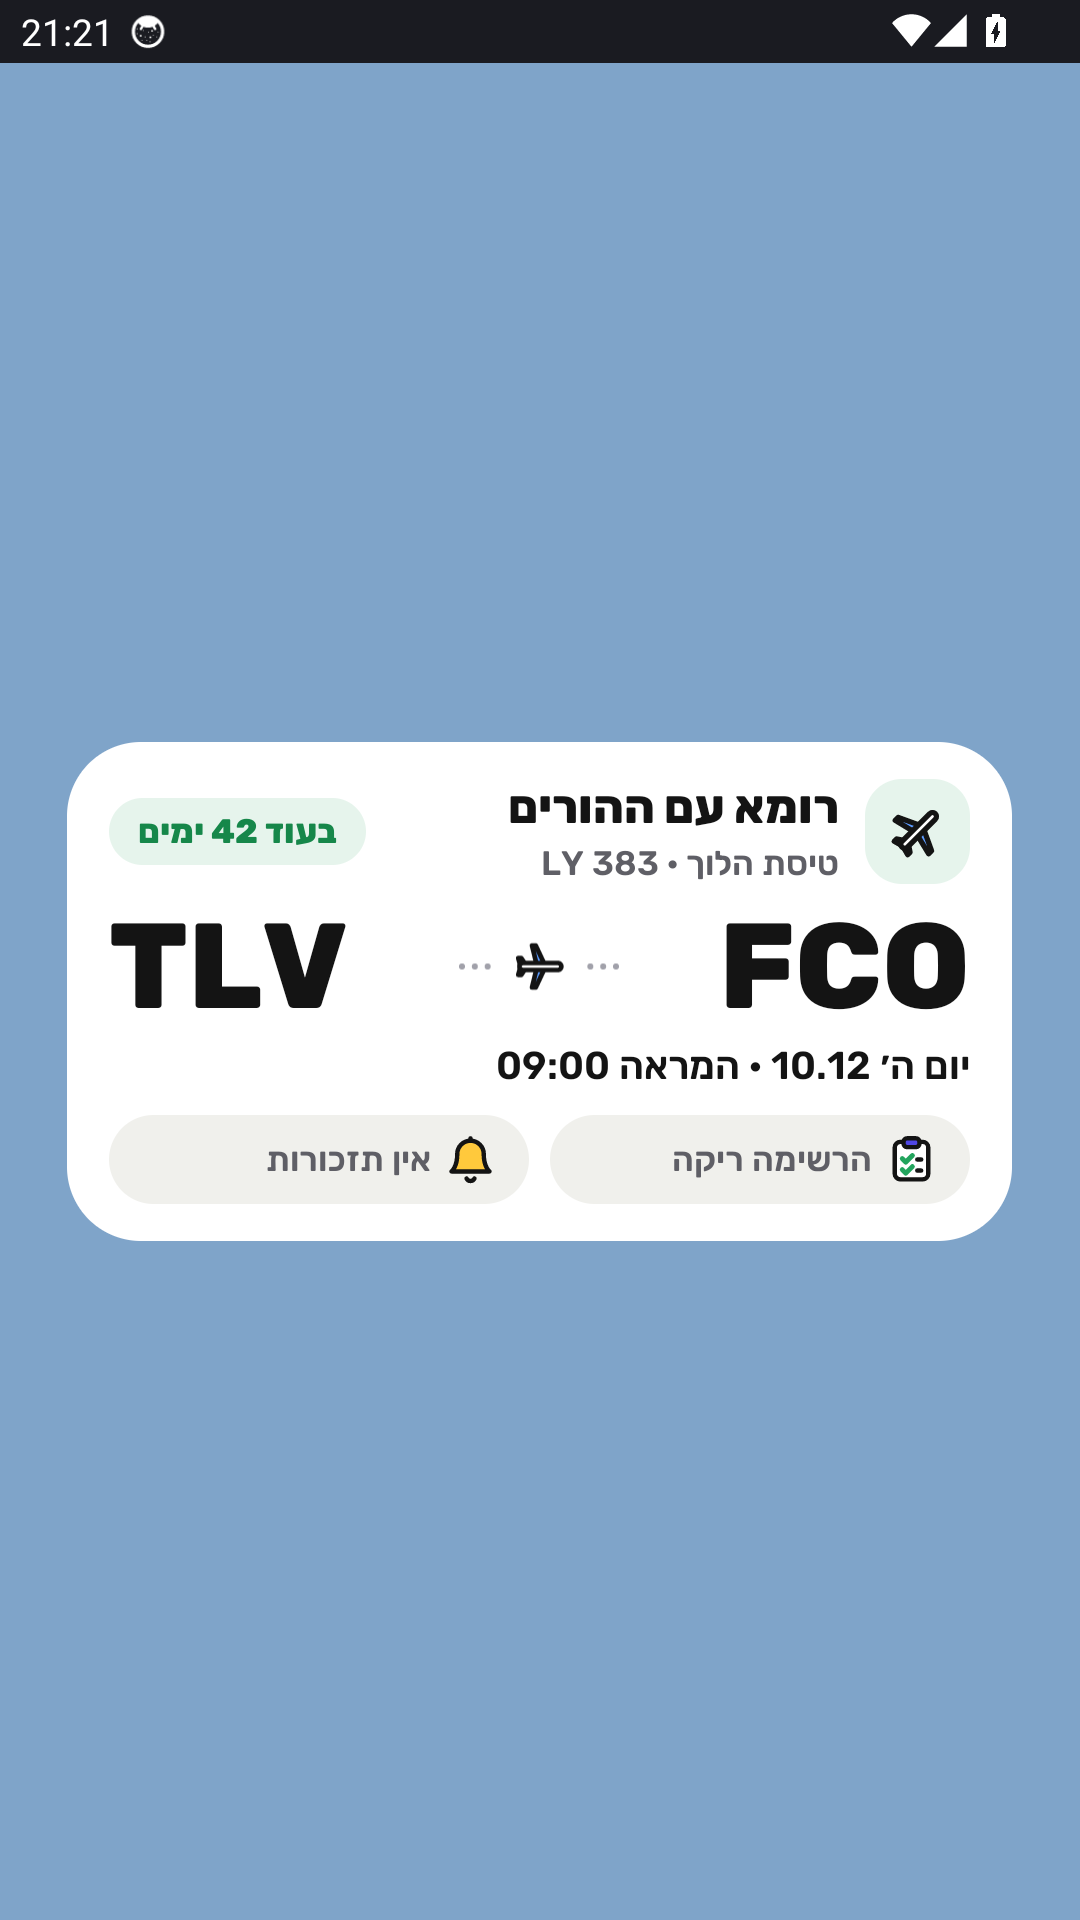 21:21
רומא עם ההורים
טיסת הלוך • LY 383
בעוד 42 ימים
TLV ••• ••• FCO
יום ה׳ 10.12 • המראה 09:00
הרשימה ריקה
אין תזכורות